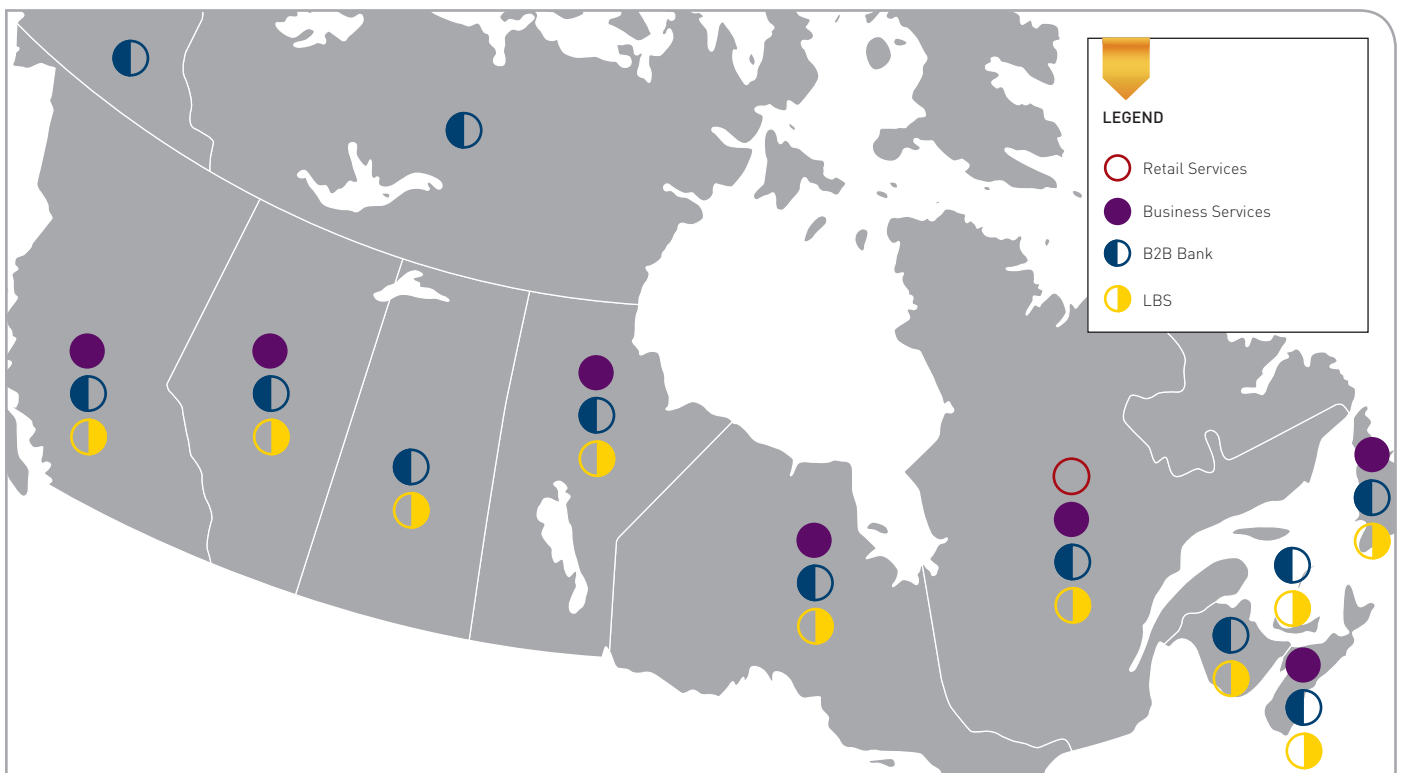 LEGEND
Retail Services
Business Services
B2B Bank
LBS